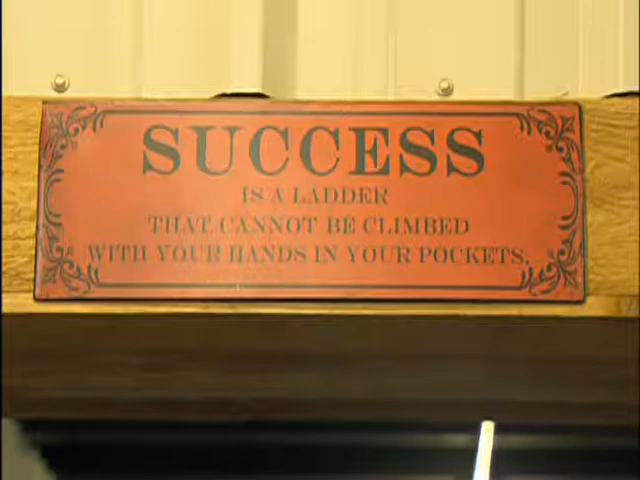 SUCCESS
IS A LADDER
THAT CANNOT BE CLIMBED
WITH YOUR HANDS IN YOUR POCKETS.